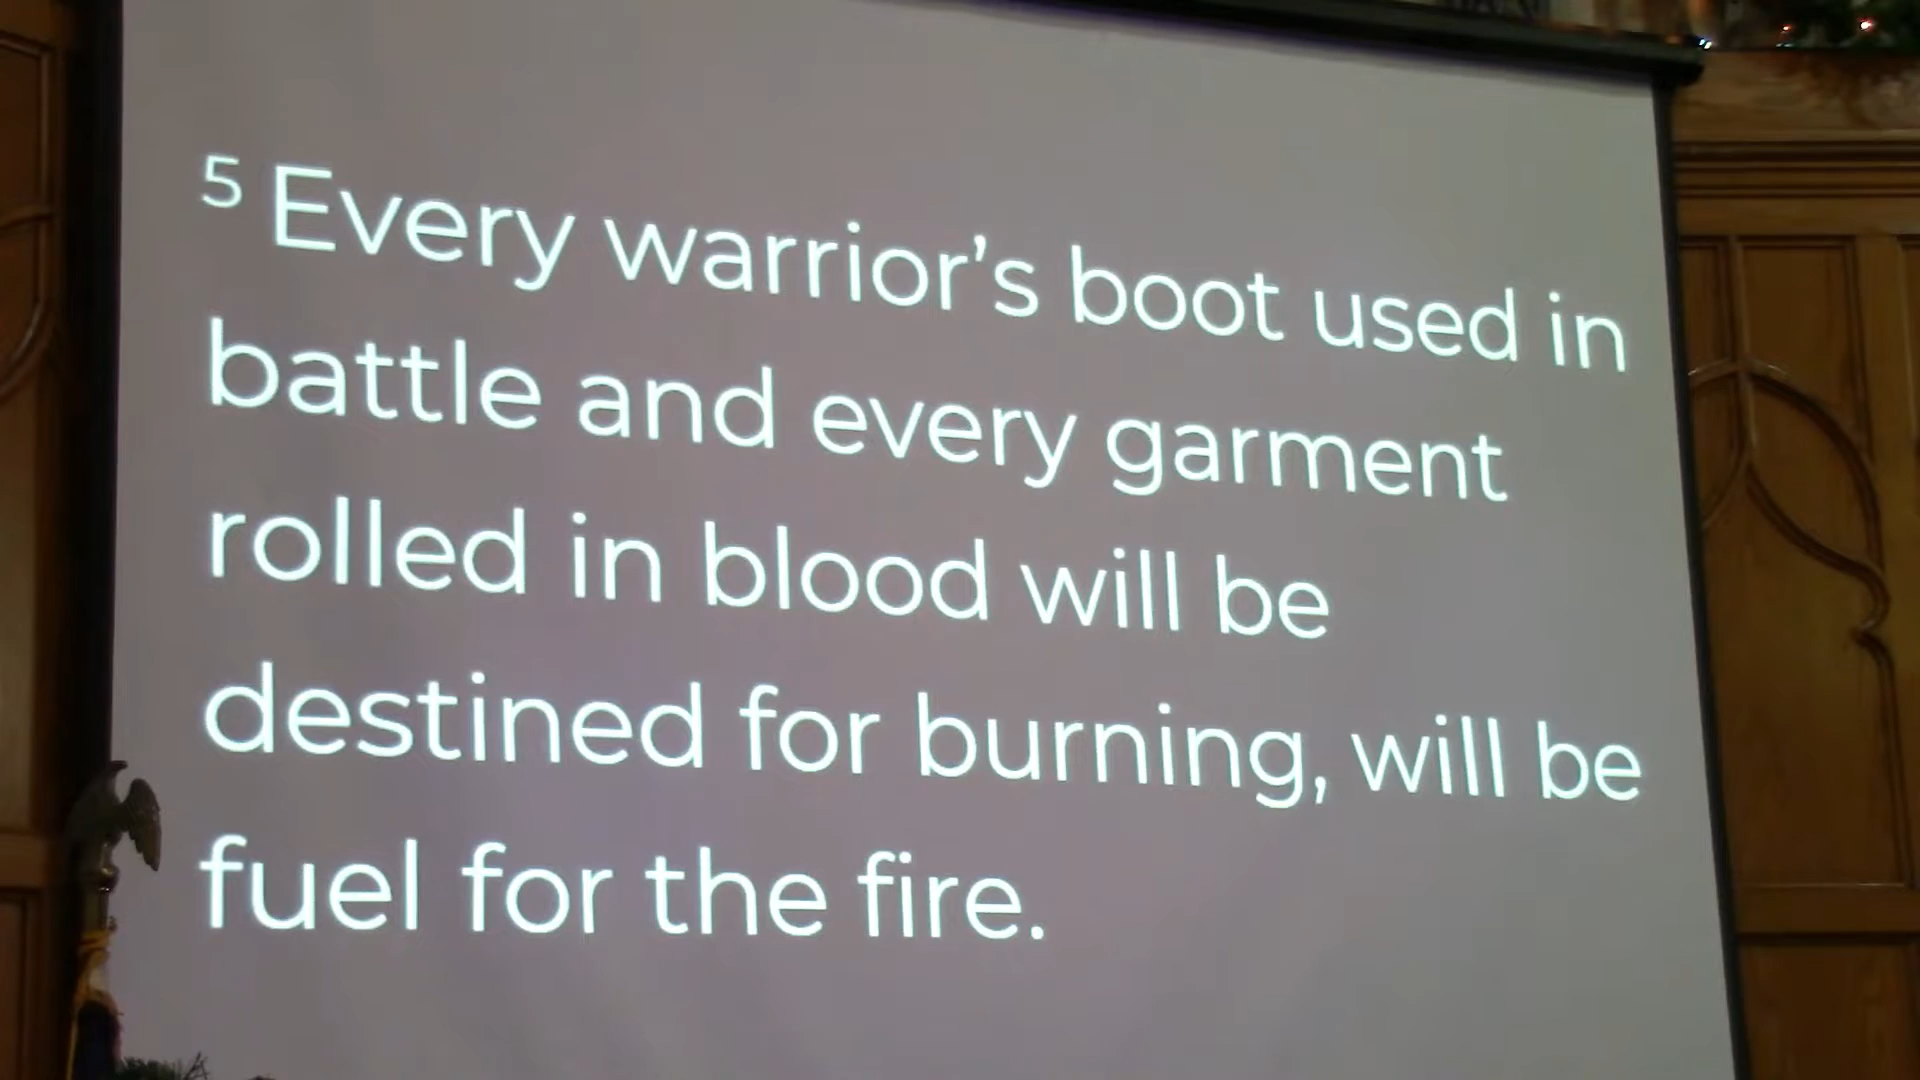 5 Every warrior’s boot used in
battle and every garment
rolled in blood will be
destined for burning, will be
fuel for the fire.